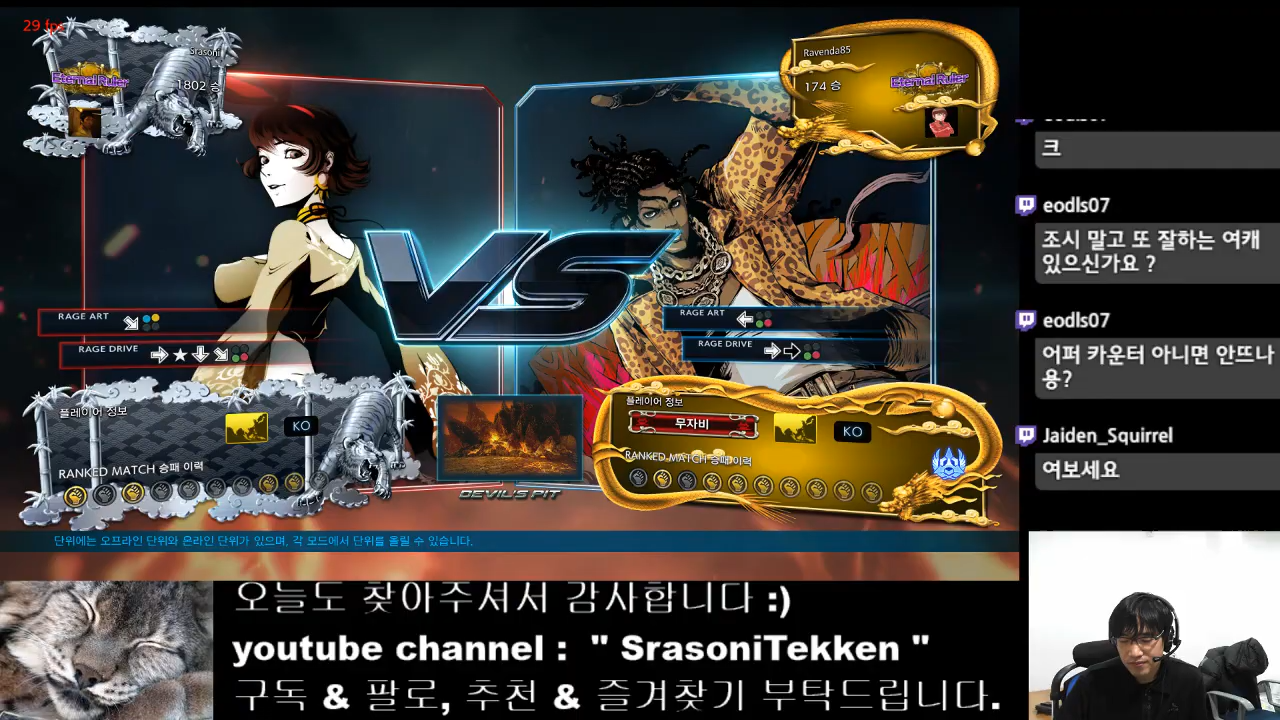 29 fps
Srasoni
Eternal Ruler
1802 승
Ravenda85
174 승
Eternal Ruler
VS
RAGE ART
RAGE DRIVE
RAGE ART
RAGE DRIVE
플레이어 정보
KO
RANKED MATCH 승패 이력
플레이어 정보
무자비
KO
RANKED MATCH 승패 이력
DEVIL'S PIT
단위에는 오프라인 단위와 온라인 단위가 있으며, 각 모드에서 단위를 올릴 수 있습니다.
크
eodls07
조시 말고 또 잘하는 여캐
있으신가요 ?
eodls07
어퍼 카운터 아니면 안뜨나
용?
Jaiden_Squirrel
여보세요
오늘도 찾아주셔서 감사합니다 :)
youtube channel : " SrasoniTekken "
구독 & 팔로, 추천 & 즐겨찾기 부탁드립니다.